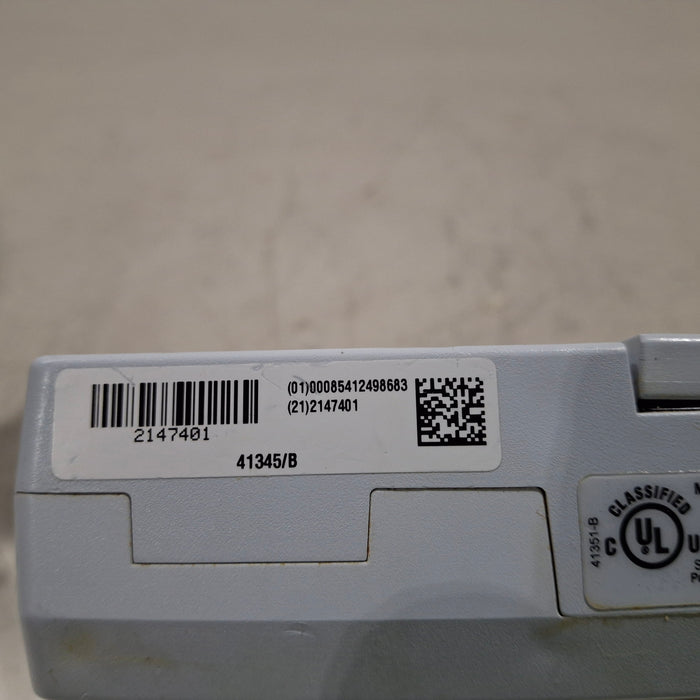 (01)00085412498683
(21)2147401
2147401
41345/B
41351-B
CLASSIFIED
C UL U